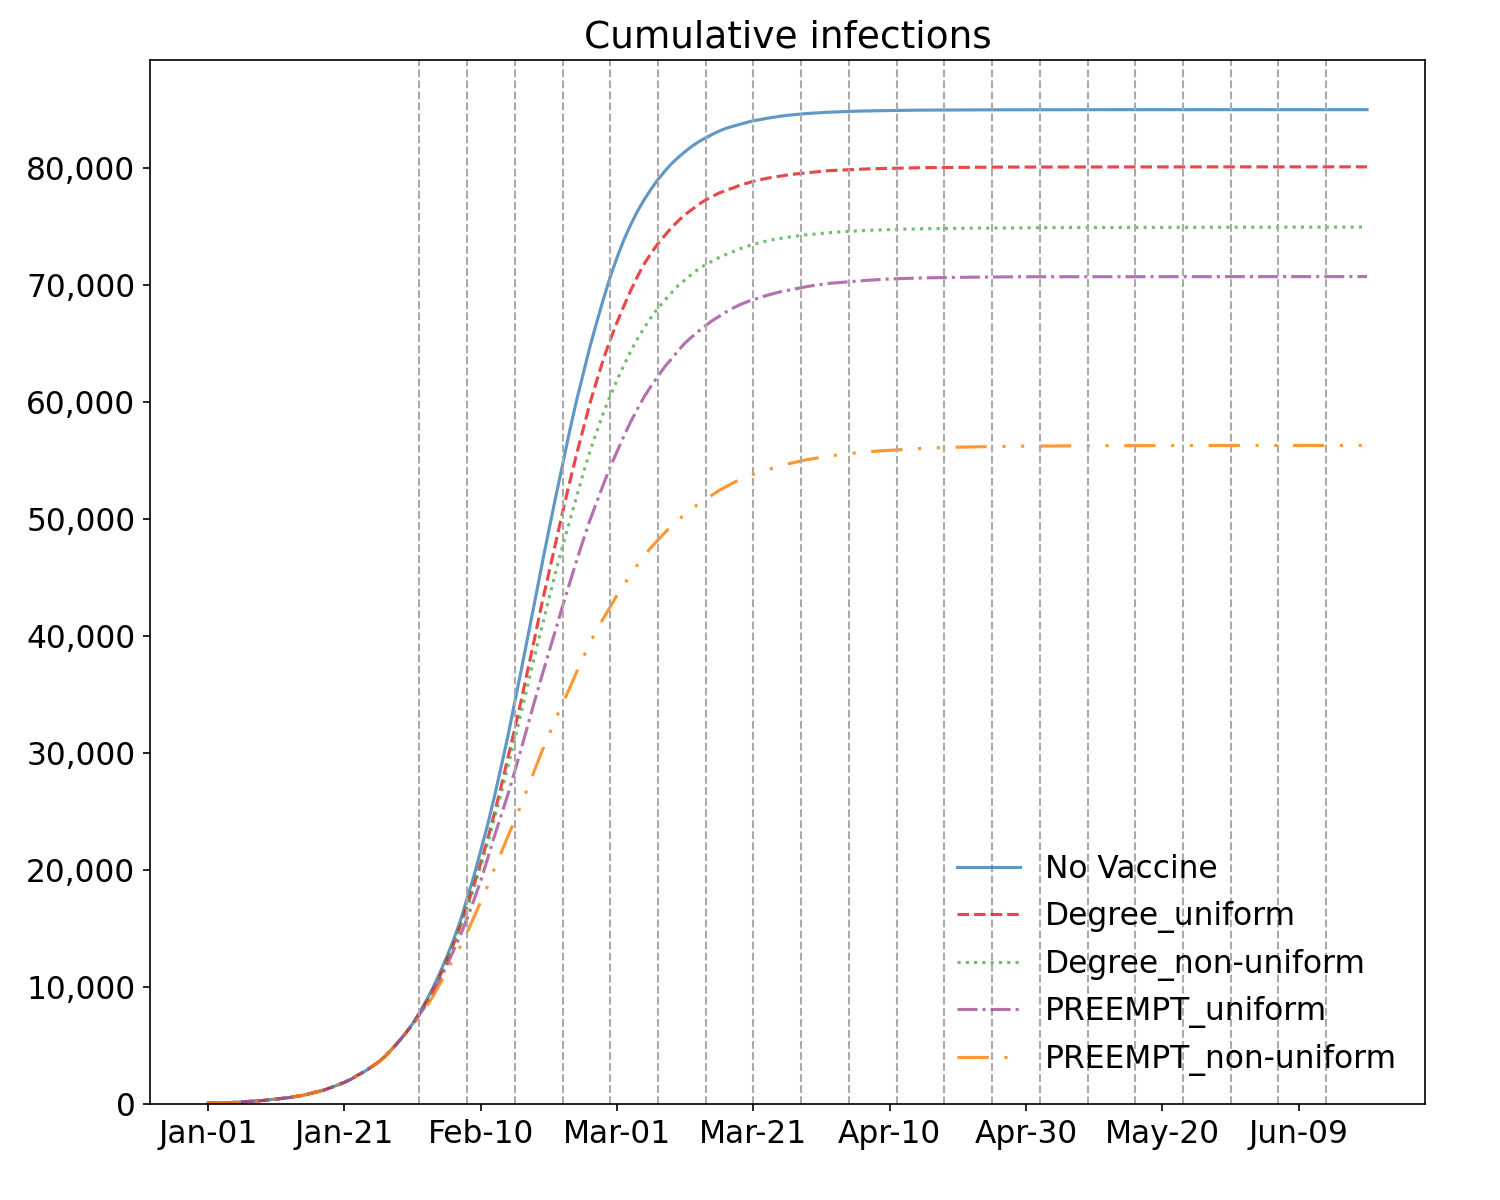 Cumulative infections
80,000
70,000
60,000
50,000
40,000
30,000
20,000
10,000
0
Jan-01 Jan-21 Feb-10 Mar-01 Mar-21 Apr-10 Apr-30 May-20 Jun-09
No Vaccine
Degree_uniform
Degree_non-uniform
PREEMPT_uniform
PREEMPT_non-uniform